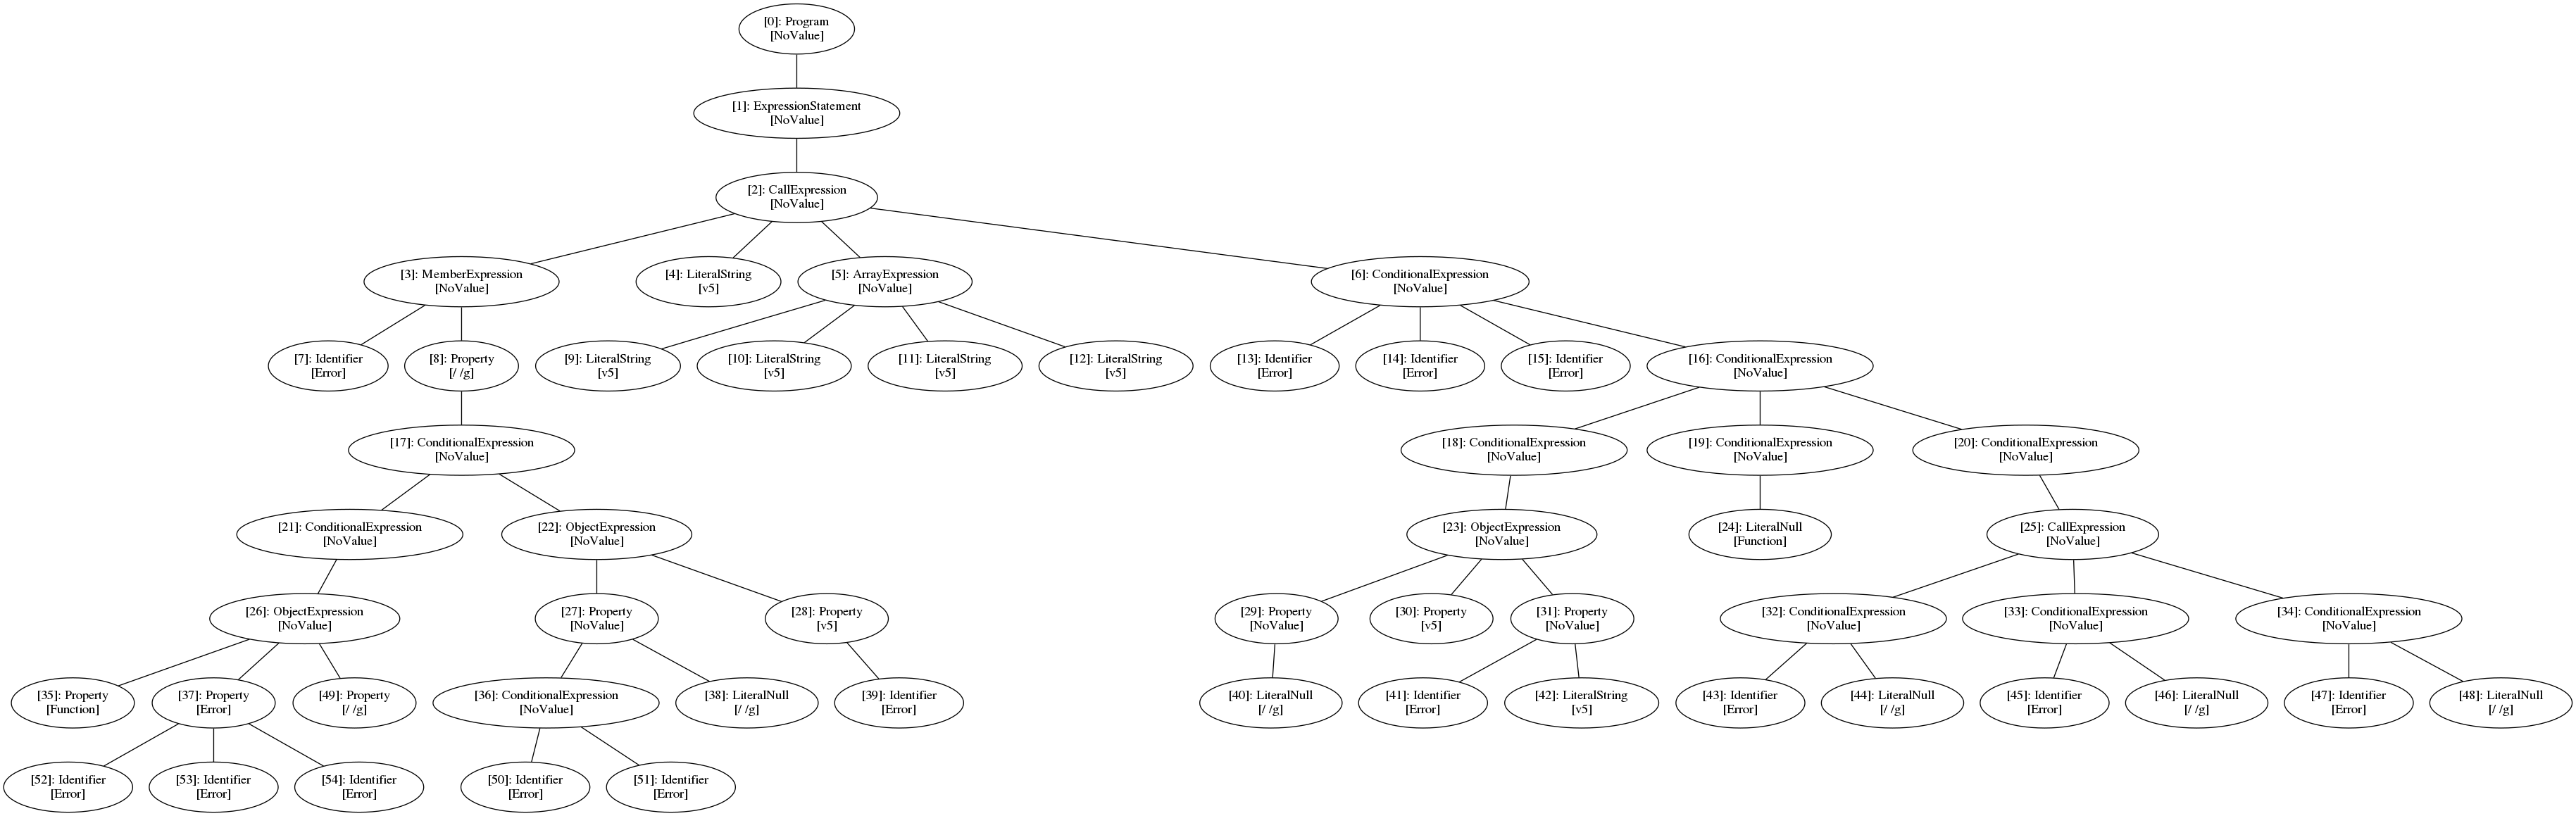 [0]: Program
[NoValue]
[1]: ExpressionStatement
[NoValue]
[2]: CallExpression
[NoValue]
[3]: MemberExpression
[NoValue]
[4]: LiteralString
[v5]
[5]: ArrayExpression
[NoValue]
[6]: ConditionalExpression
[NoValue]
[7]: Identifier
[Error]
[8]: Property
[/ /g]
[9]: LiteralString
[v5]
[10]: LiteralString
[v5]
[11]: LiteralString
[v5]
[12]: LiteralString
[v5]
[13]: Identifier
[Error]
[14]: Identifier
[Error]
[15]: Identifier
[Error]
[16]: ConditionalExpression
[NoValue]
[17]: ConditionalExpression
[NoValue]
[18]: ConditionalExpression
[NoValue]
[19]: ConditionalExpression
[NoValue]
[20]: ConditionalExpression
[NoValue]
[21]: ConditionalExpression
[NoValue]
[22]: ObjectExpression
[NoValue]
[23]: ObjectExpression
[NoValue]
[24]: LiteralNull
[Function]
[25]: CallExpression
[NoValue]
[26]: ObjectExpression
[NoValue]
[27]: Property
[NoValue]
[28]: Property
[v5]
[29]: Property
[NoValue]
[30]: Property
[v5]
[31]: Property
[NoValue]
[32]: ConditionalExpression
[NoValue]
[33]: ConditionalExpression
[NoValue]
[34]: ConditionalExpression
[NoValue]
[35]: Property
[Function]
[37]: Property
[Error]
[49]: Property
[/ /g]
[36]: ConditionalExpression
[NoValue]
[38]: LiteralNull
[/ /g]
[39]: Identifier
[Error]
[40]: LiteralNull
[/ /g]
[41]: Identifier
[Error]
[42]: LiteralString
[v5]
[43]: Identifier
[Error]
[44]: LiteralNull
[/ /g]
[45]: Identifier
[Error]
[46]: LiteralNull
[/ /g]
[47]: Identifier
[Error]
[48]: LiteralNull
[/ /g]
[52]: Identifier
[Error]
[53]: Identifier
[Error]
[54]: Identifier
[Error]
[50]: Identifier
[Error]
[51]: Identifier
[Error]